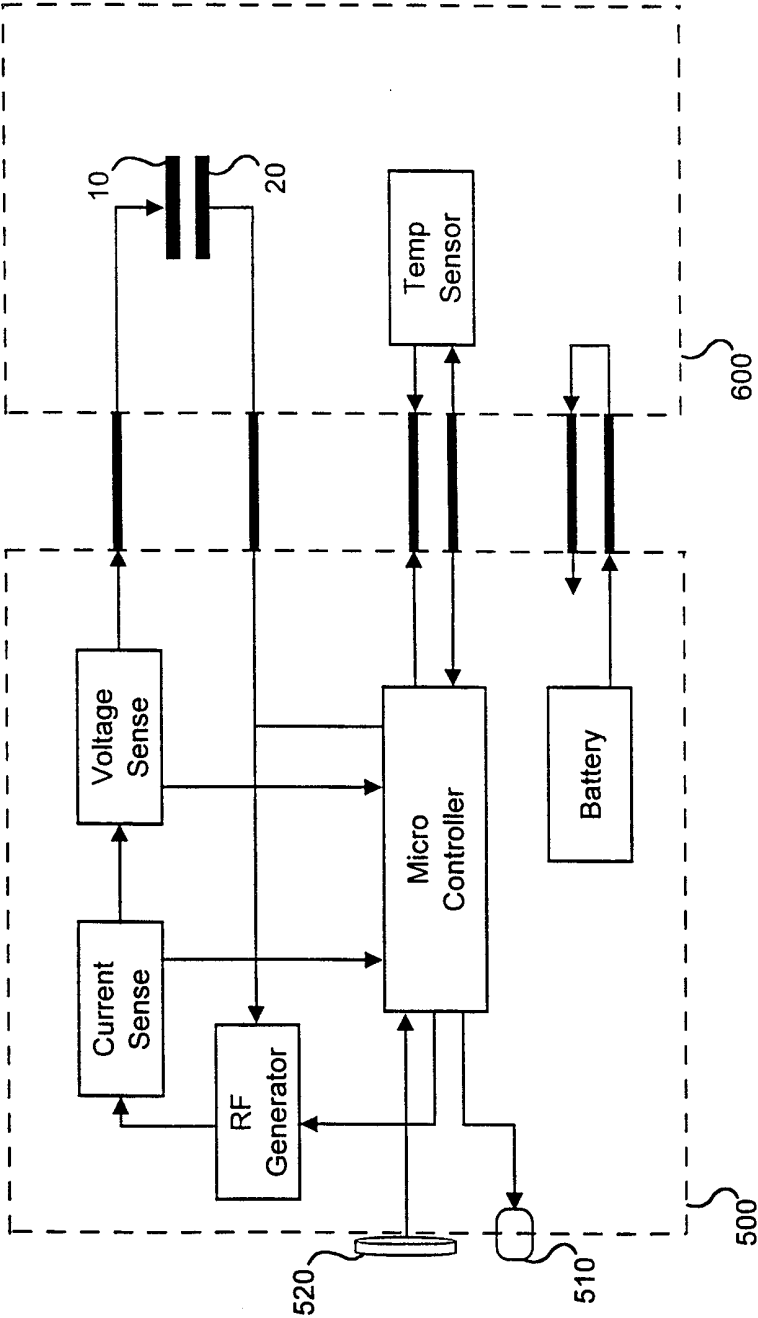 10
20
Temp
Sensor
600
Voltage
Sense
Current
Sense
RF
Generator
Micro
Controller
Battery
520
510
500